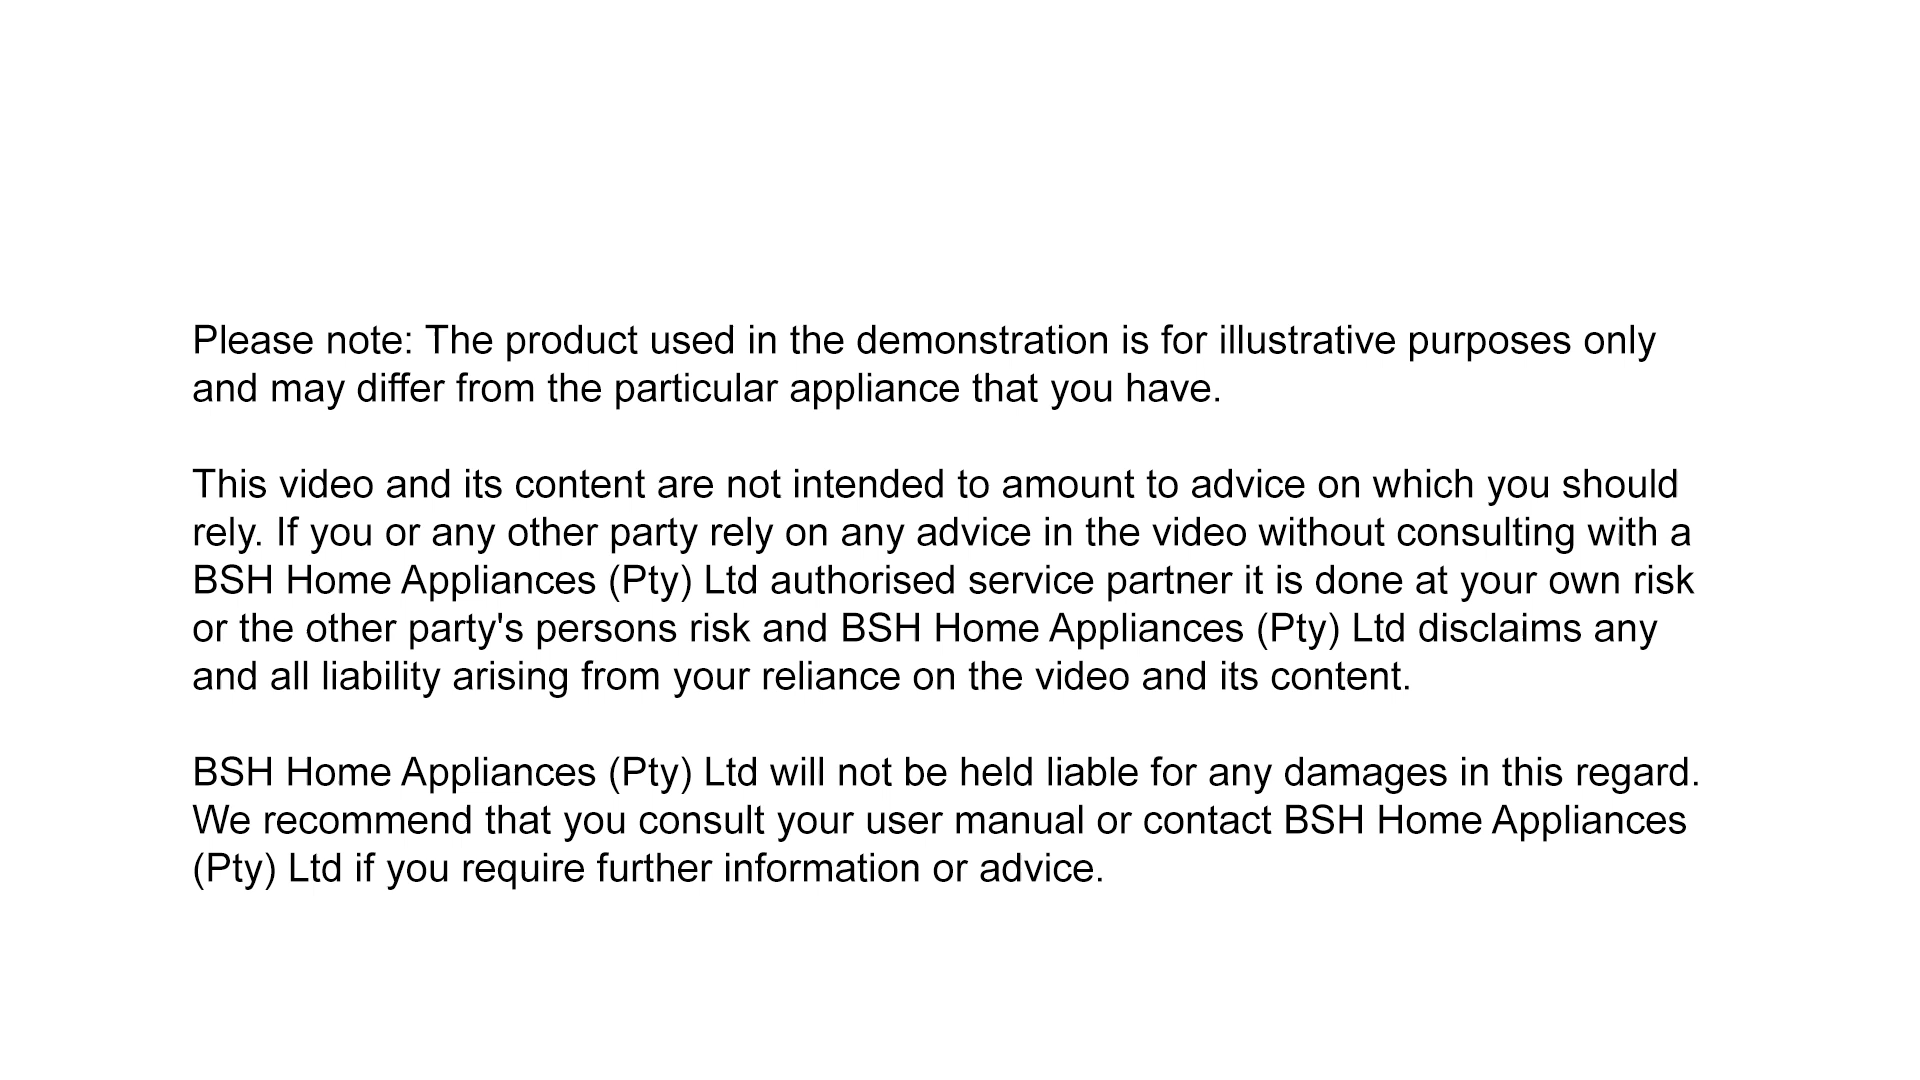 Please note: The product used in the demonstration is for illustrative purposes only
and may differ from the particular appliance that you have.
This video and its content are not intended to amount to advice on which you should
rely. If you or any other party rely on any advice in the video without consulting with a
BSH Home Appliances (Pty) Ltd authorised service partner it is done at your own risk
or the other party's persons risk and BSH Home Appliances (Pty) Ltd disclaims any
and all liability arising from your reliance on the video and its content.
BSH Home Appliances (Pty) Ltd will not be held liable for any damages in this regard.
We recommend that you consult your user manual or contact BSH Home Appliances
(Pty) Ltd if you require further information or advice.